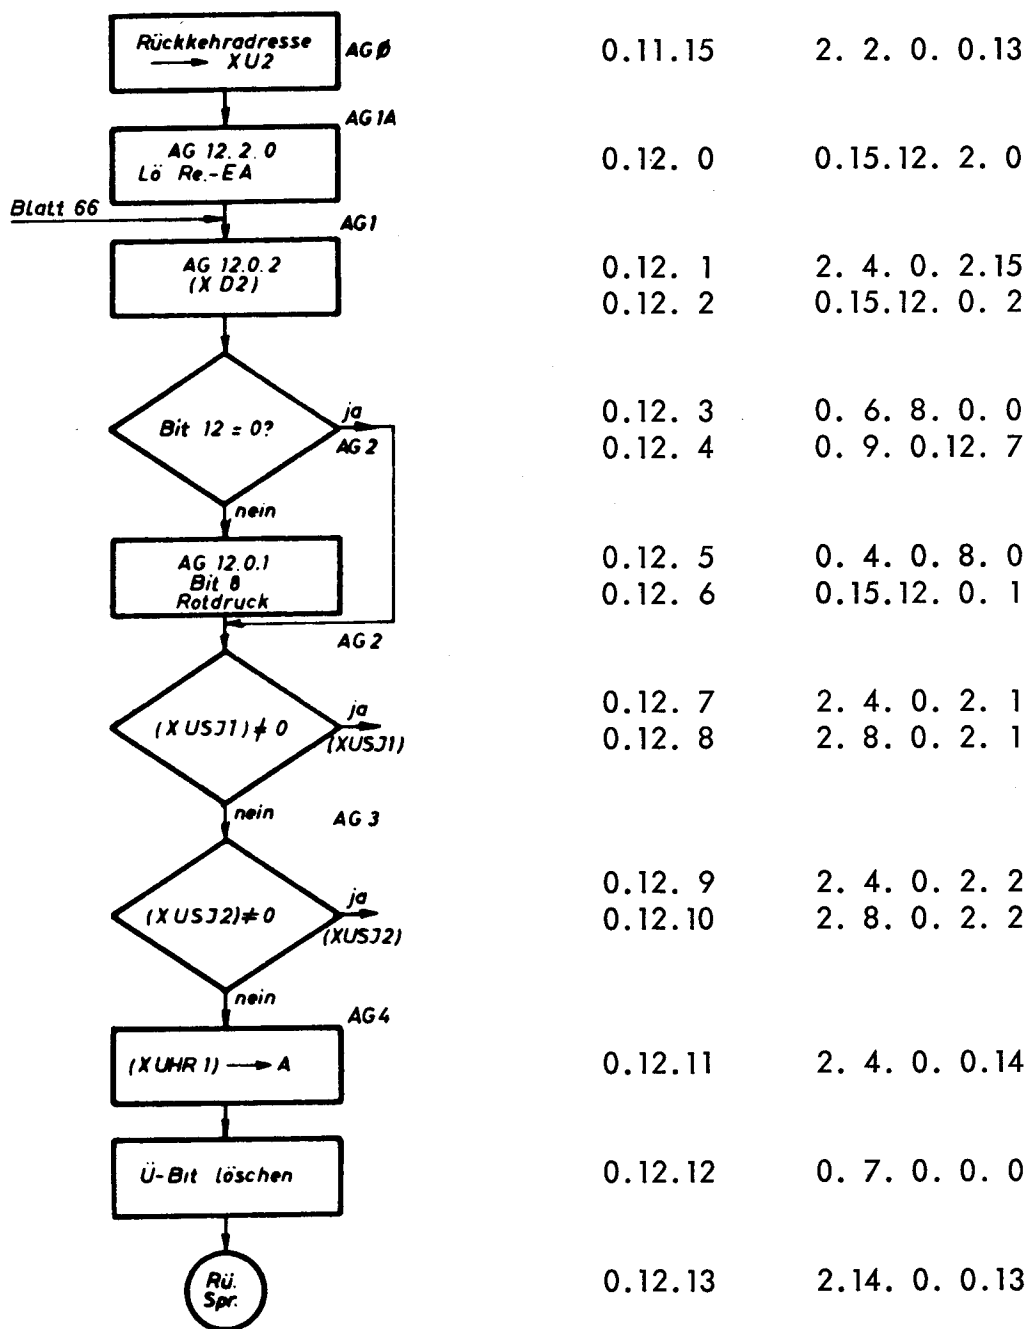 Rückkehradresse AGØ 0.11.15 2. 2. 0. 0.13
→ XU2
AG1A
AG 12.2.0 0.12. 0 0.15.12. 2. 0
Lö Re.-EA
Blatt 66
AG1
AG 12.0.2 0.12. 1 2. 4. 0. 2.15
(X D2) 0.12. 2 0.15.12. 0. 2
ja 0.12. 3 0. 6. 8. 0. 0
Bit 12 = 0?
AG 2 0.12. 4 0. 9. 0.12. 7
nein
AG 12.0.1 0.12. 5 0. 4. 0. 8. 0
Bit 8
Rotdruck 0.12. 6 0.15.12. 0. 1
AG 2
ja 0.12. 7 2. 4. 0. 2. 1
(XUSJ1) ≠ 0
(XUSJ1) 0.12. 8 2. 8. 0. 2. 1
nein AG 3
ja 0.12. 9 2. 4. 0. 2. 2
(XUSJ2) ≠ 0
(XUSJ2) 0.12.10 2. 8. 0. 2. 2
nein
AG4
(XUHR 1) → A 0.12.11 2. 4. 0. 0.14
Ü-Bit löschen 0.12.12 0. 7. 0. 0. 0
Rü. 0.12.13 2.14. 0. 0.13
Spr.